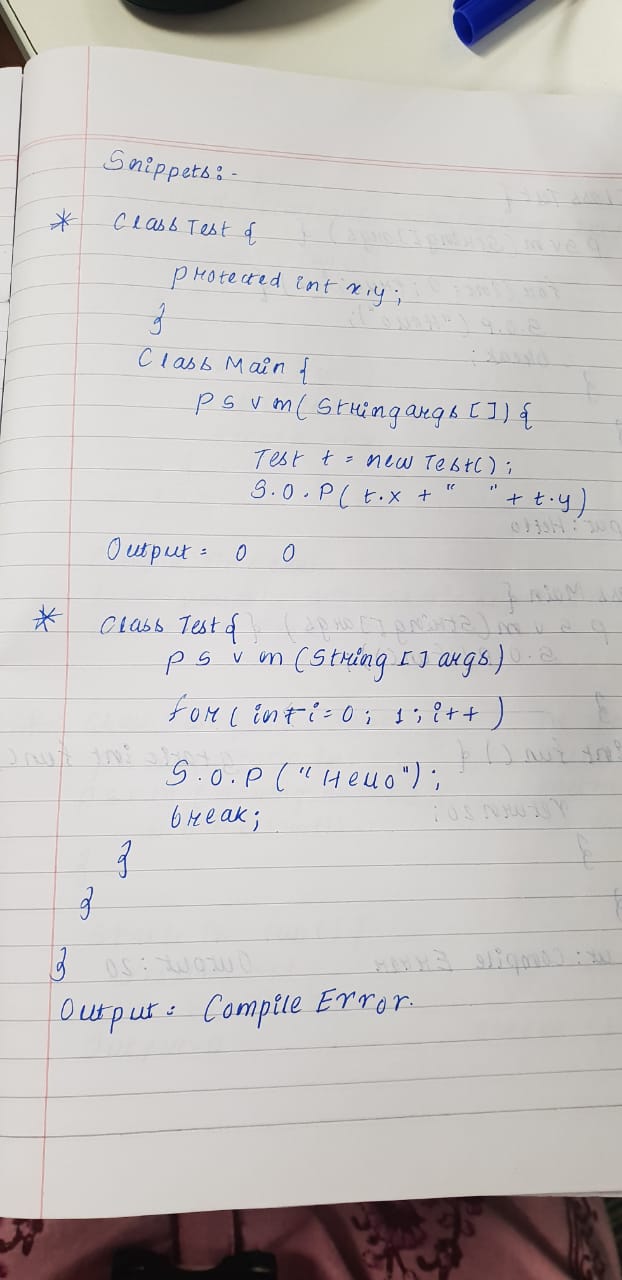 Snippets:-
* Class Test {
protected int x,y;
}
Class Main {
p s v m( String args []) {
Test t = new Test();
S.O.P( t.x + " " + t.y)
Output = 0 0
* Class Test {
p s v m (String [] args)
for ( int i=0; 1; i++ )
S.O.P ("Hello");
break;
}
}
}
Output = Compile Error.